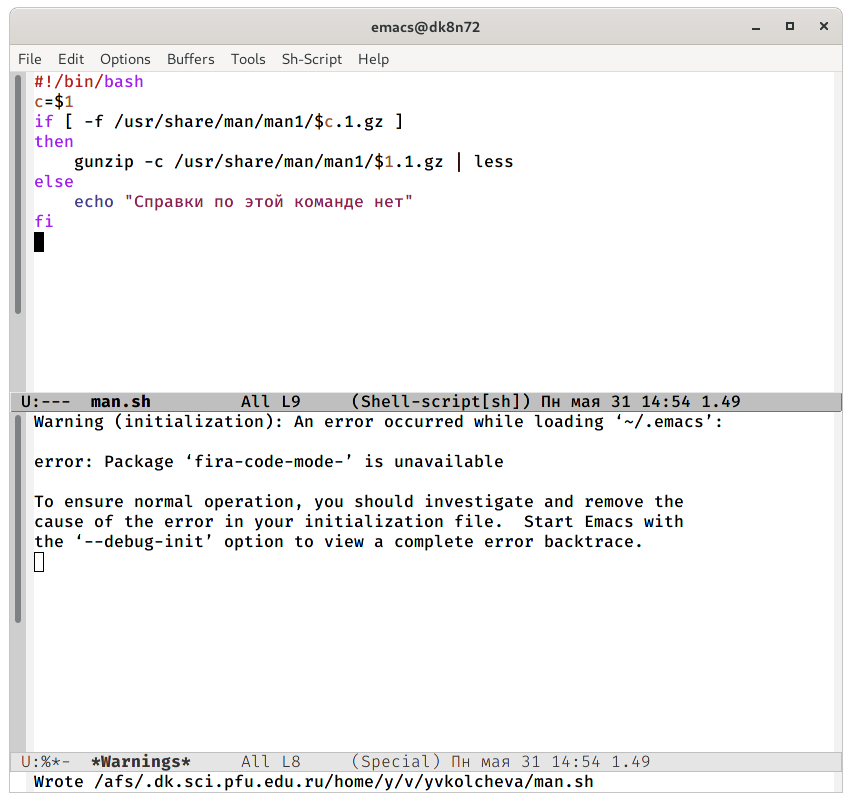 emacs@dk8n72
File Edit Options Buffers Tools Sh-Script Help
#!/bin/bash
c=$1
if [ -f /usr/share/man/man1/$c.1.gz ]
then
    gunzip -c /usr/share/man/man1/$1.1.gz | less
else
    echo "Справки по этой команде нет"
fi
U:---  man.sh         All L9     (Shell-script[sh]) Пн мая 31 14:54 1.49
Warning (initialization): An error occurred while loading ‘~/.emacs’:
error: Package ‘fira-code-mode-’ is unavailable
To ensure normal operation, you should investigate and remove the
cause of the error in your initialization file.  Start Emacs with
the ‘--debug-init’ option to view a complete error backtrace.
U:%*-  *Warnings*     All L8     (Special) Пн мая 31 14:54 1.49
Wrote /afs/.dk.sci.pfu.edu.ru/home/y/v/yvkolcheva/man.sh